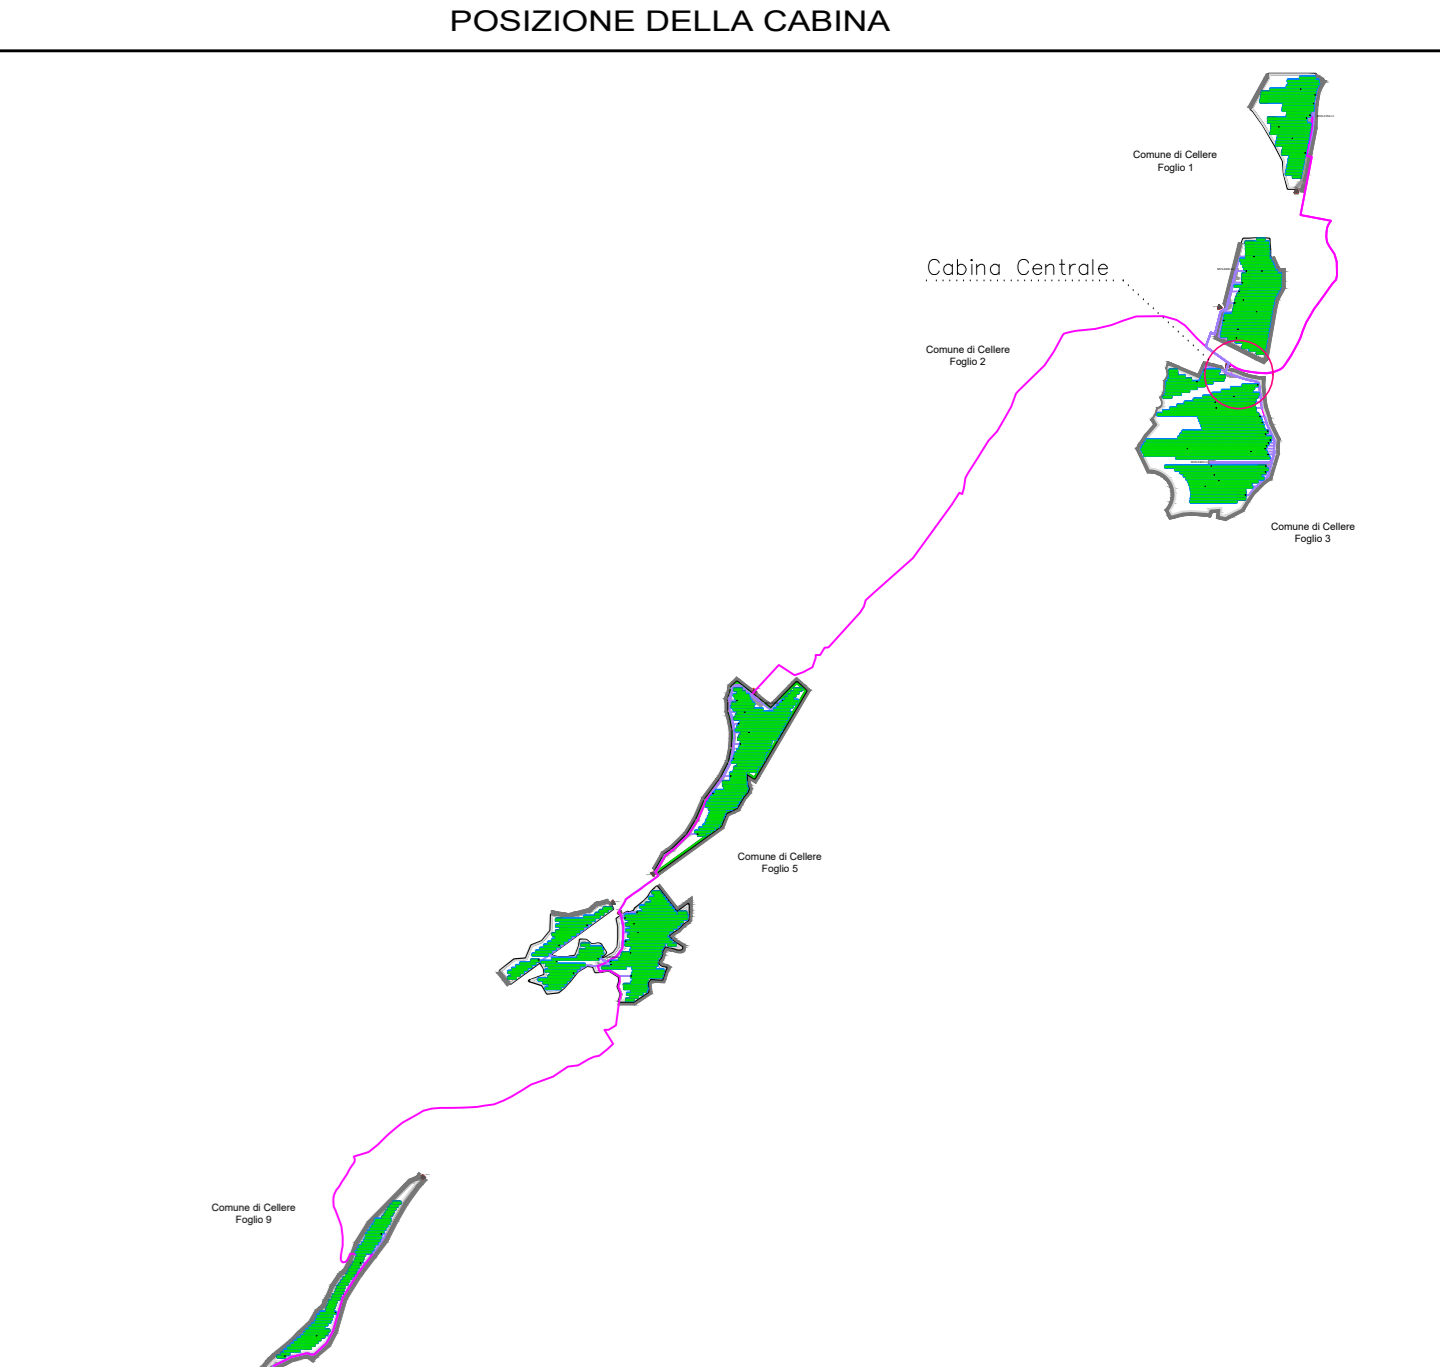 POSIZIONE DELLA CABINA
Comune di Cellere
Foglio 1
Cabina Centrale
Comune di Cellere
Foglio 2
Comune di Cellere
Foglio 3
Comune di Cellere
Foglio 5
Comune di Cellere
Foglio 9